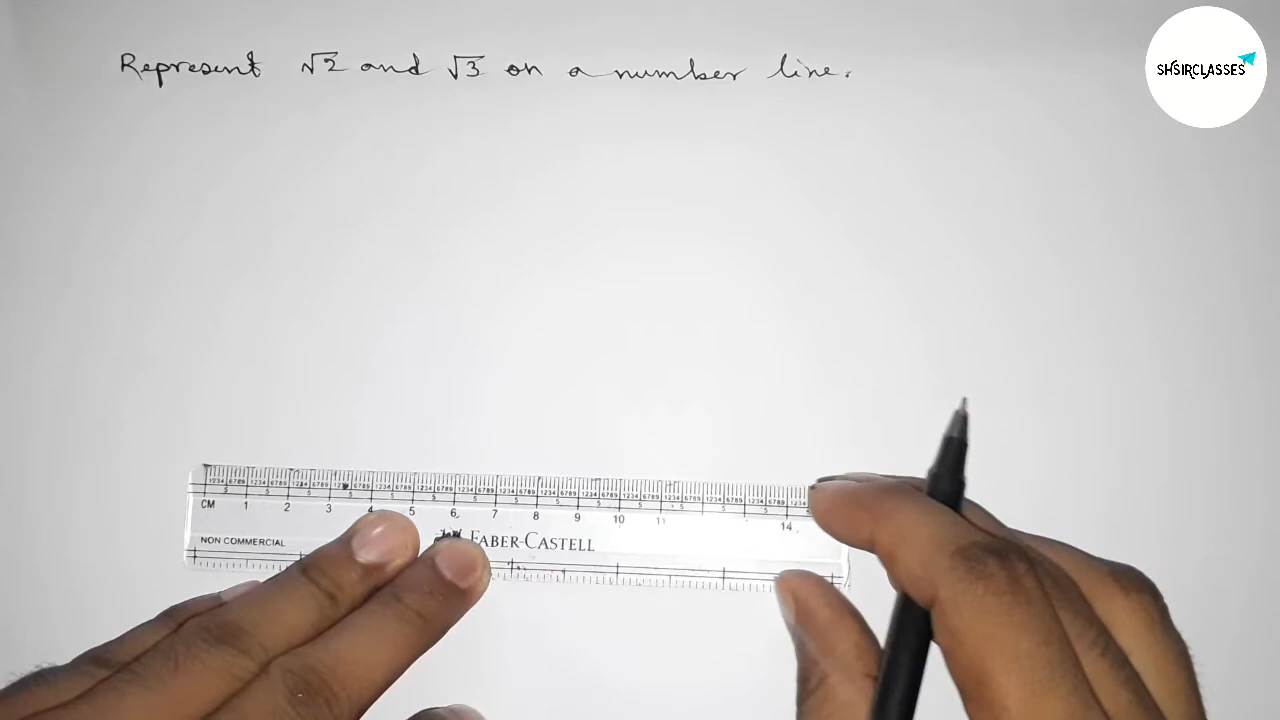 Represent √2 and √3 on a number line.
SHSIRCLASSES
CM 1 2 3 4 5 6 7 8 9 10 11 14
FABER-CASTELL
NON COMMERCIAL